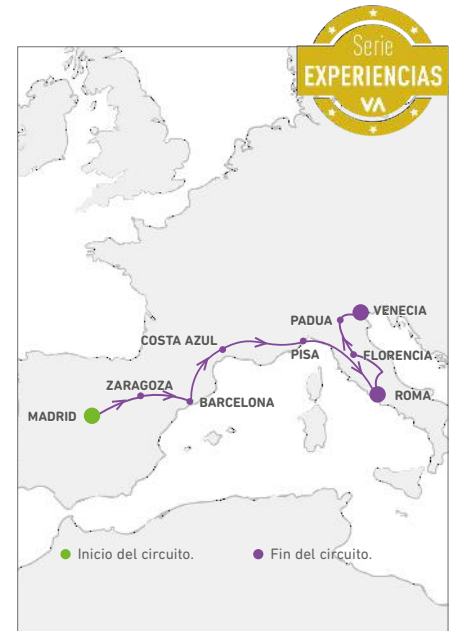 Serie
EXPERIENCIAS
VA
VENECIA
PADUA
COSTA AZUL
PISA
FLORENCIA
ZARAGOZA
ROMA
BARCELONA
MADRID
Inicio del circuito.
Fin del circuito.